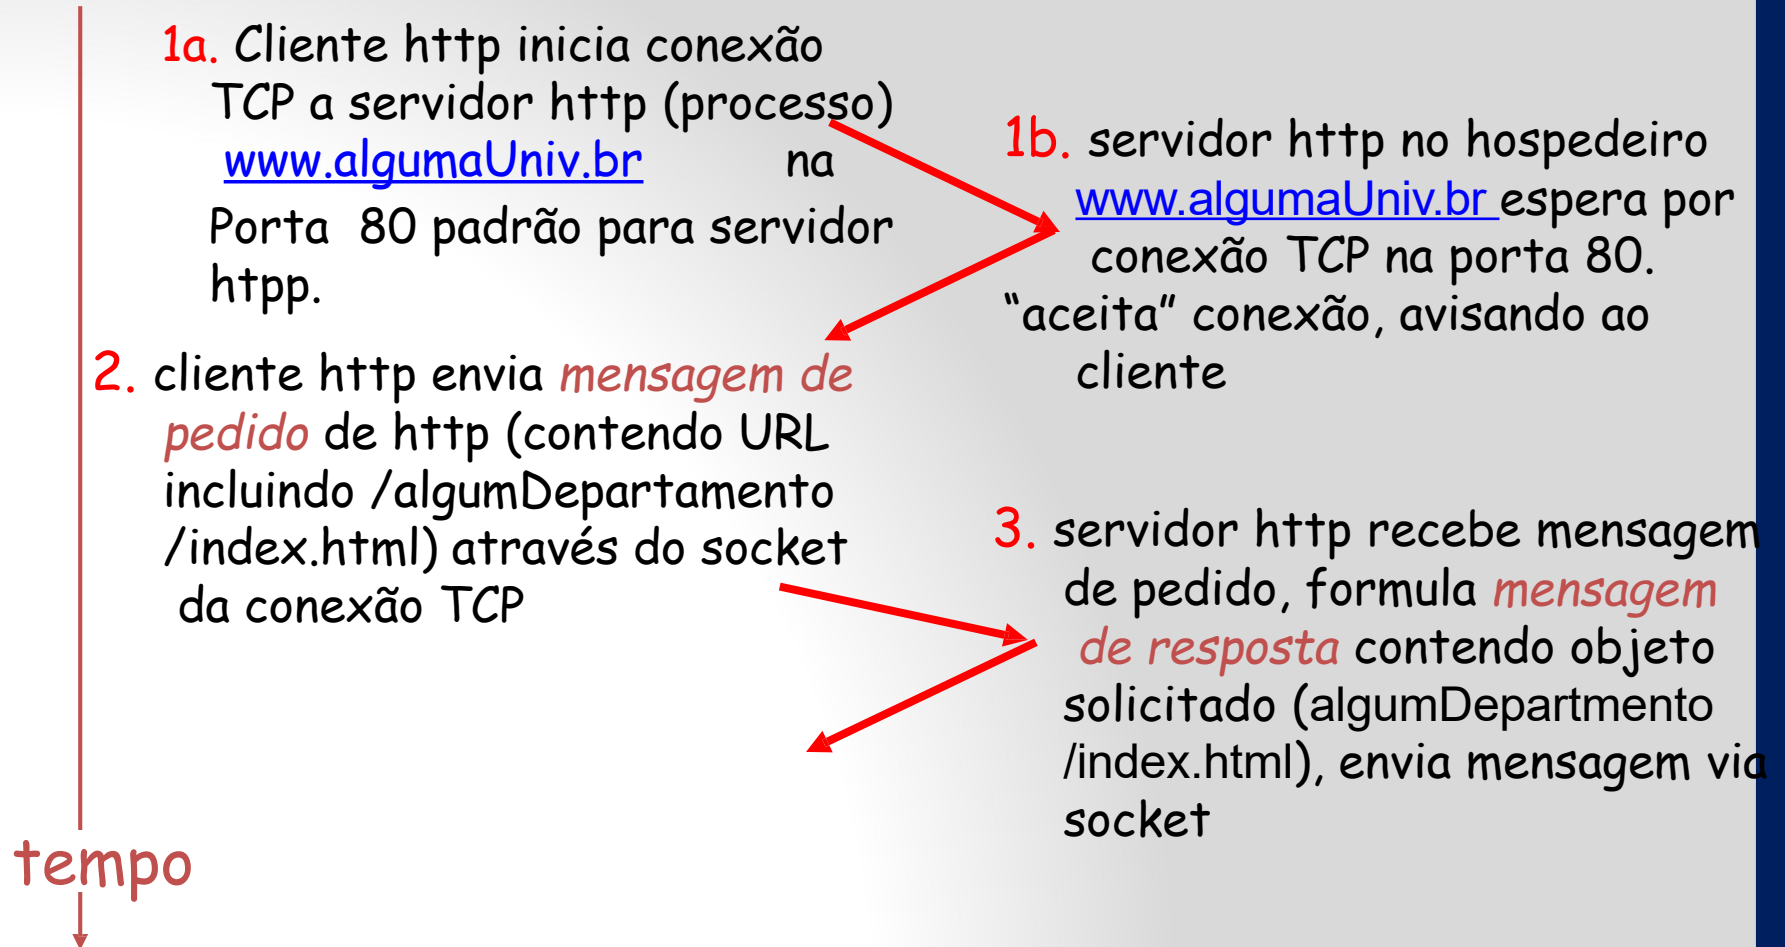 1a. Cliente http inicia conexão
TCP a servidor http (processo)
www.algumaUniv.br na
Porta 80 padrão para servidor
htpp.
1b. servidor http no hospedeiro
www.algumaUniv.br espera por
conexão TCP na porta 80.
“aceita” conexão, avisando ao
cliente
2. cliente http envia mensagem de
pedido de http (contendo URL
incluindo /algumDepartamento
/index.html) através do socket
da conexão TCP
3. servidor http recebe mensagem
de pedido, formula mensagem
de resposta contendo objeto
solicitado (algumDepartmento
/index.html), envia mensagem via
socket
tempo